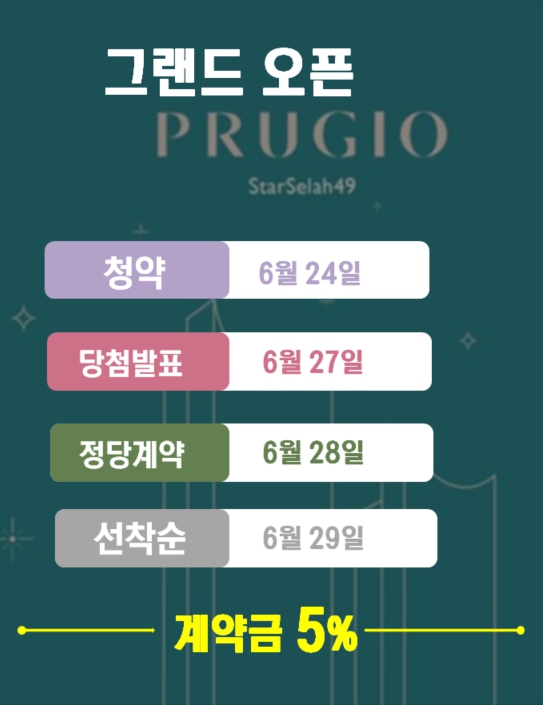 그랜드 오픈
PRUGIO
StarSelah49
청약 6월 24일
당첨발표 6월 27일
정당계약 6월 28일
선착순 6월 29일
계약금 5%